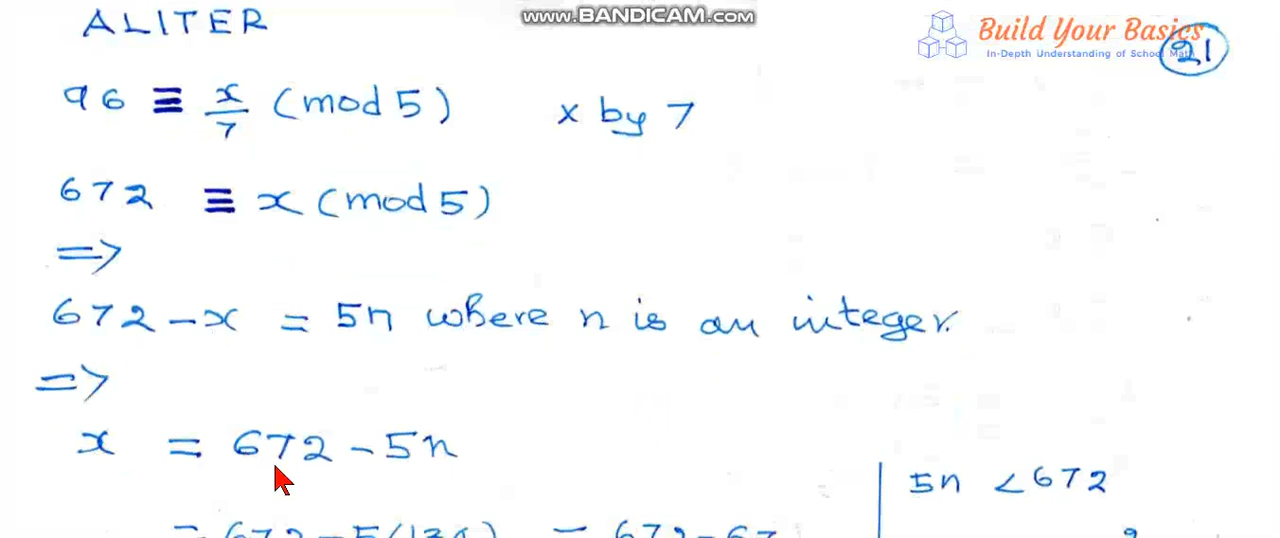 www.BANDICAM.com
ALITER
Build Your Basics
In-Depth Understanding of School Math
21
96 ≡ x/7 (mod 5) × by 7
672 ≡ x (mod 5)
=>
672 - x = 5n where n is an integer.
=>
x = 672 - 5n
5n < 672